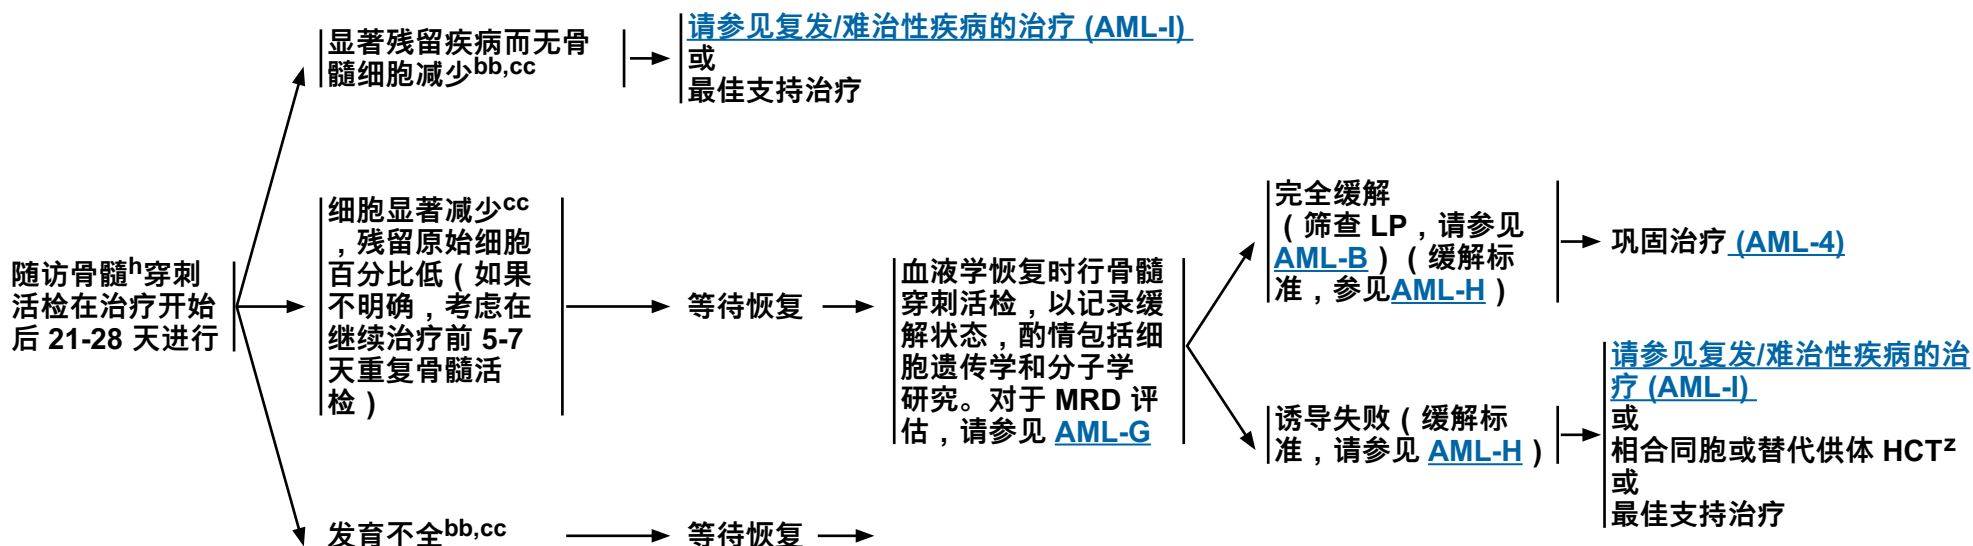 显著残留疾病而无骨
髓细胞减少bb,cc
请参见复发/难治性疾病的治疗 (AML-I)
或
最佳支持治疗
随访骨髓h穿刺
活检在治疗开始
后 21-28 天进行
细胞显著减少cc
，残留原始细胞
百分比低（如果
不明确，考虑在
继续治疗前 5-7
天重复骨髓活
检）
等待恢复
血液学恢复时行骨髓
穿刺活检，以记录缓
解状态，酌情包括细
胞遗传学和分子学
研究。对于 MRD 评
估，请参见 AML-G
完全缓解
（筛查 LP，请参见
AML-B）（缓解标
准，参见AML-H）
巩固治疗 (AML-4)
诱导失败（缓解标
准，请参见 AML-H）
请参见复发/难治性疾病的治
疗 (AML-I)
或
相合同胞或替代供体 HCTz
或
最佳支持治疗
发育不全bb,cc
等待恢复